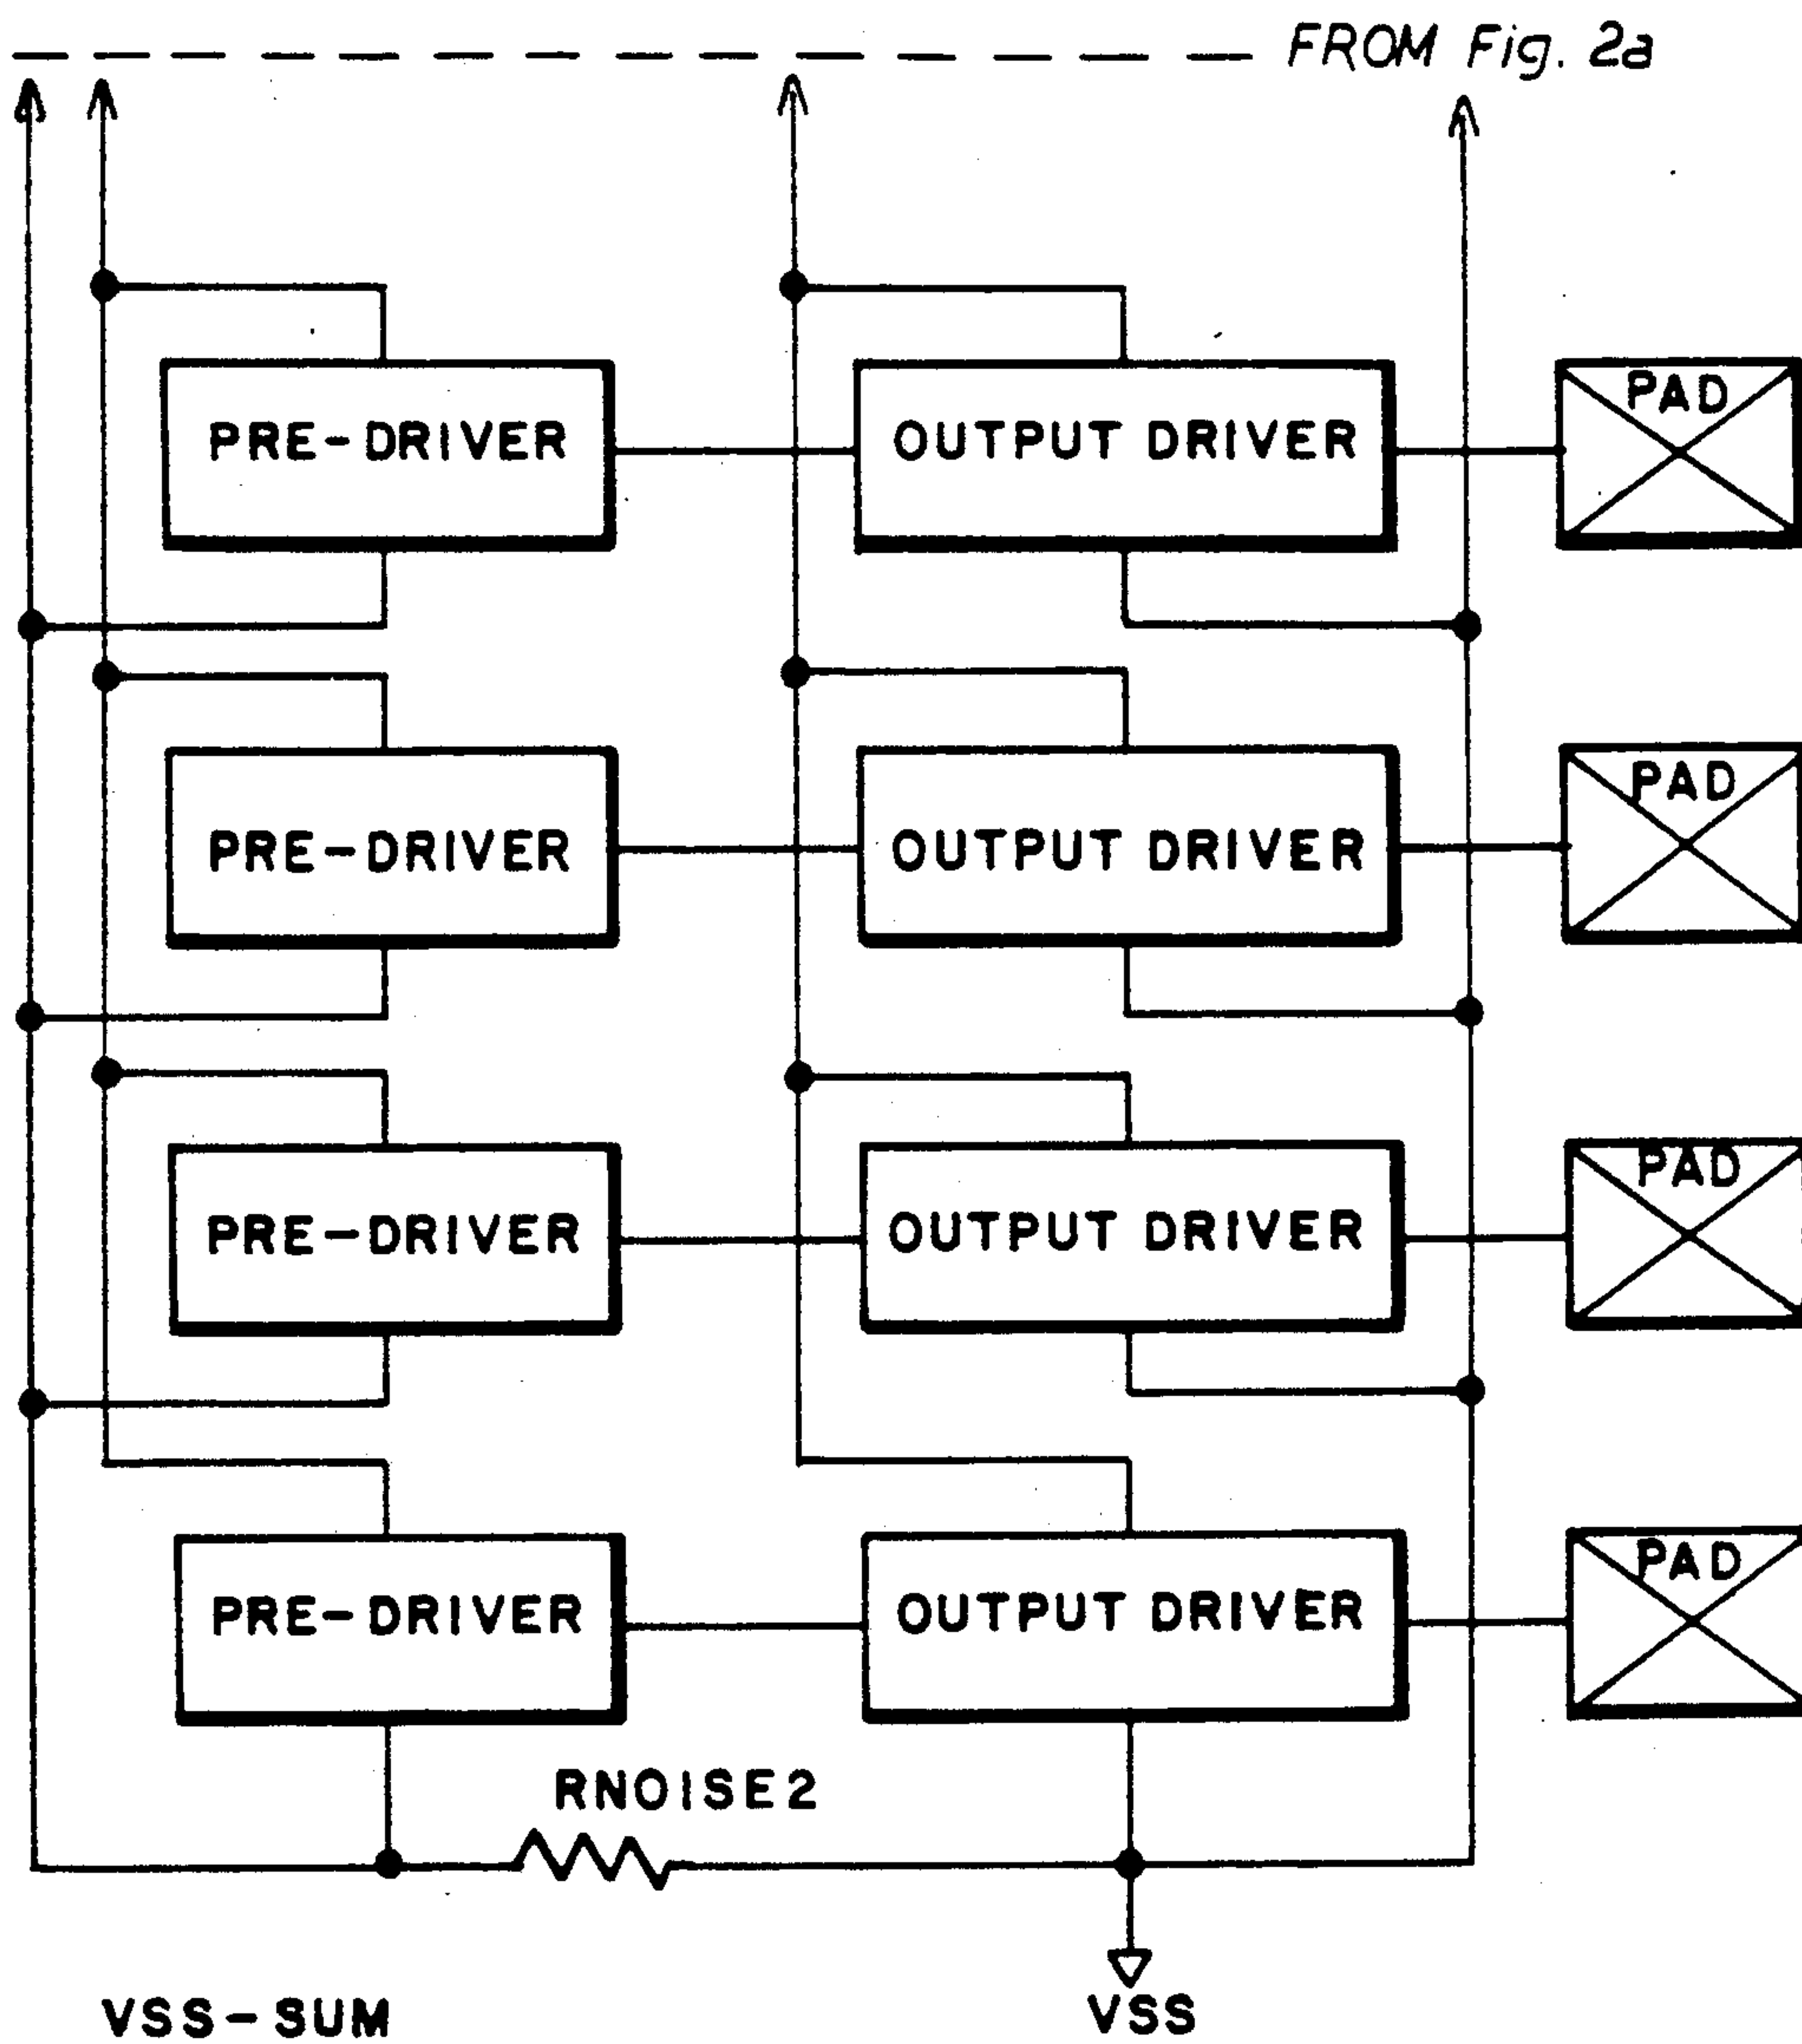 FROM Fig. 2a
PRE-DRIVER OUTPUT DRIVER PAD
PRE-DRIVER OUTPUT DRIVER PAD
PRE-DRIVER OUTPUT DRIVER PAD
PRE-DRIVER OUTPUT DRIVER PAD
RNOISE2
VSS-SUM VSS